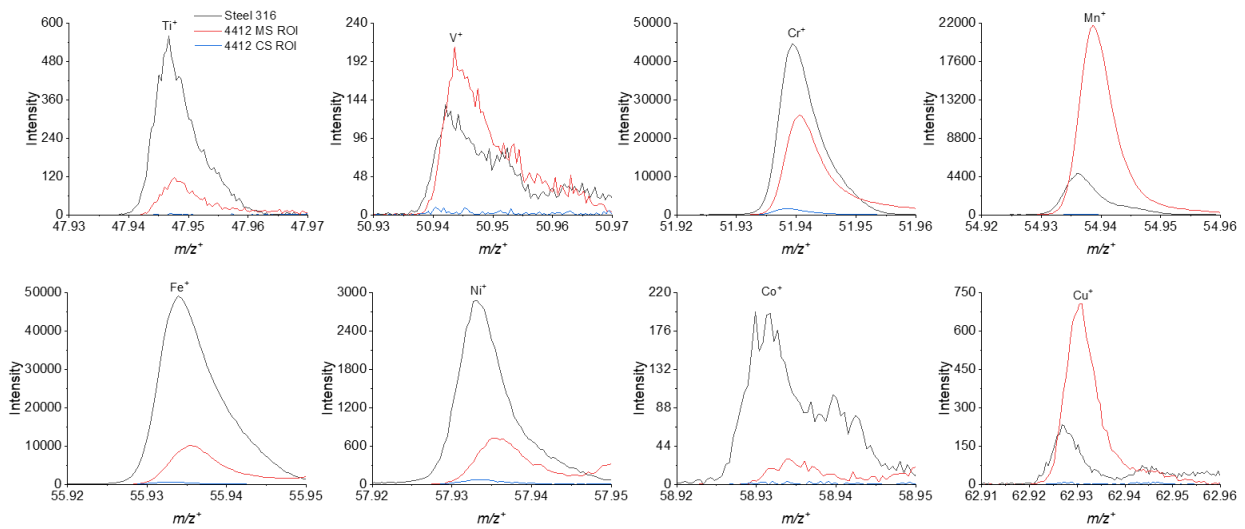 Ti⁺
Steel 316
4412 MS ROI
4412 CS ROI
Intensity
600
480
360
240
120
0
47.93 47.94 47.95 47.96 47.97
m/z⁺
V⁺
Intensity
240
192
144
96
48
0
50.93 50.94 50.95 50.96 50.97
m/z⁺
Cr⁺
Intensity
50000
40000
30000
20000
10000
0
51.92 51.93 51.94 51.95 51.96
m/z⁺
Mn⁺
Intensity
22000
17600
13200
8800
4400
0
54.92 54.93 54.94 54.95 54.96
m/z⁺
Fe⁺
Intensity
50000
40000
30000
20000
10000
0
55.92 55.93 55.94 55.95
m/z⁺
Ni⁺
Intensity
3000
2400
1800
1200
600
0
57.92 57.93 57.94 57.95
m/z⁺
Co⁺
Intensity
220
176
132
88
44
0
58.92 58.93 58.94 58.95
m/z⁺
Cu⁺
Intensity
750
600
450
300
150
0
62.91 62.92 62.93 62.94 62.95 62.96
m/z⁺